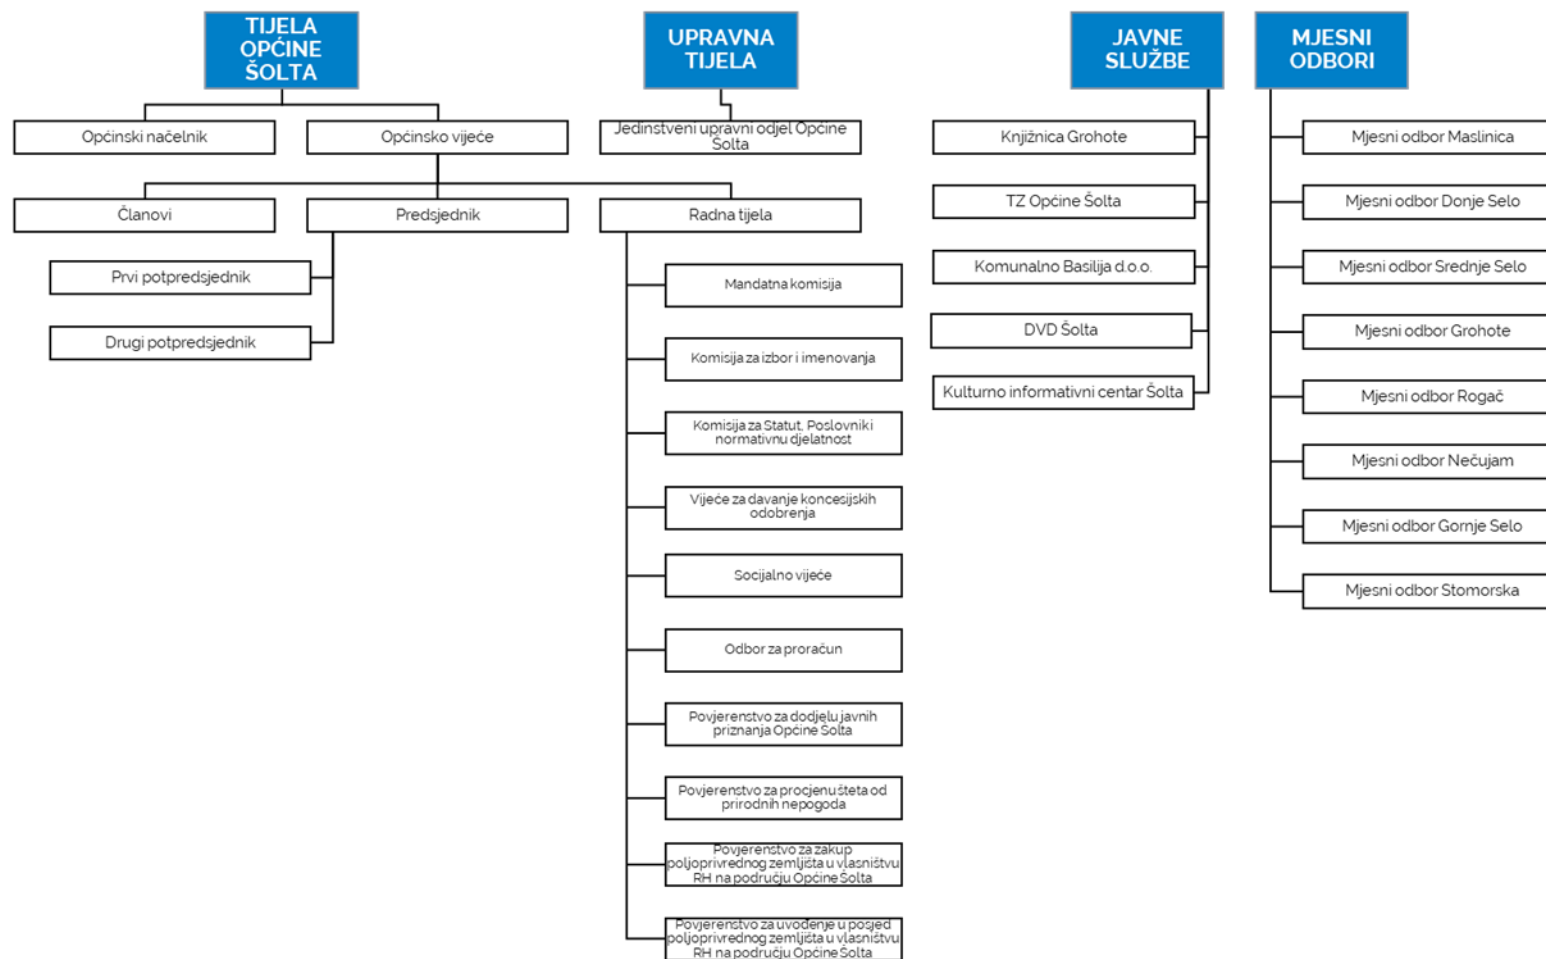 TIJELA
OPĆINE
ŠOLTA
Općinski načelnik
Općinsko vijeće
Članovi
Predsjednik
Radna tijela
Prvi potpredsjednik
Drugi potpredsjednik
Mandatna komisija
Komisija za izbor i imenovanja
Komisija za Statut, Poslovnik i
normativnu djelatnost
Vijeće za davanje koncesijskih
odobrenja
Socijalno vijeće
Odbor za proračun
Povjerenstvo za dodjelu javnih
priznanja Općine Šolta
Povjerenstvo za procjenu šteta od
prirodnih nepogoda
Povjerenstvo za zakup
poljoprivrednog zemljišta u vlasništvu
RH na području Općine Šolta
Povjerenstvo za uvođenje u posjed
poljoprivrednog zemljišta u vlasništvu
RH na području Općine Šolta
UPRAVNA
TIJELA
Jedinstveni upravni odjel Općine
Šolta
JAVNE
SLUŽBE
Knjižnica Grohote
TZ Općine Šolta
Komunalno Basilija d.o.o.
DVD Šolta
Kulturno informativni centar Šolta
MJESNI
ODBORI
Mjesni odbor Maslinica
Mjesni odbor Donje Selo
Mjesni odbor Srednje Selo
Mjesni odbor Grohote
Mjesni odbor Rogač
Mjesni odbor Nečujam
Mjesni odbor Gornje Selo
Mjesni odbor Stomorska